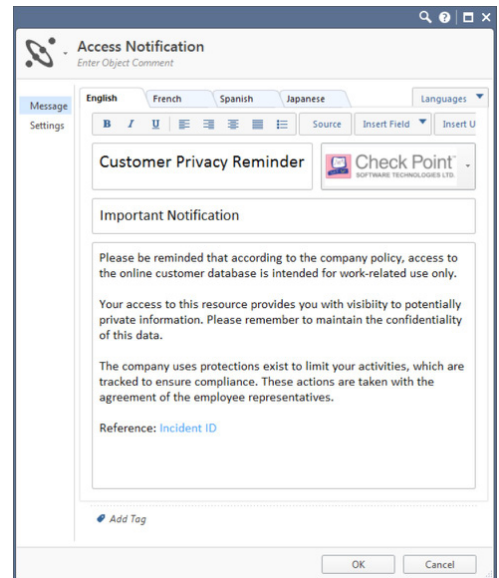 Access Notification
Enter Object Comment
Message
Settings
English French Spanish Japanese Languages
B I U Source Insert Field Insert U
Customer Privacy Reminder
Check Point
SOFTWARE TECHNOLOGIES LTD.
Important Notification
Please be reminded that according to the company policy, access to
the online customer database is intended for work-related use only.
Your access to this resource provides you with visibiity to potentially
private information. Please remember to maintain the confidentiality
of this data.
The company uses protections exist to limit your activities, which are
tracked to ensure compliance. These actions are taken with the
agreement of the employee representatives.
Reference: Incident ID
Add Tag
OK Cancel